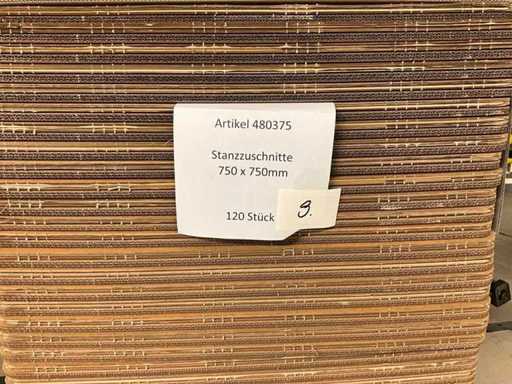 Artikel 480375
Stanzzuschnitte
750 x 750mm
120 Stück
9.